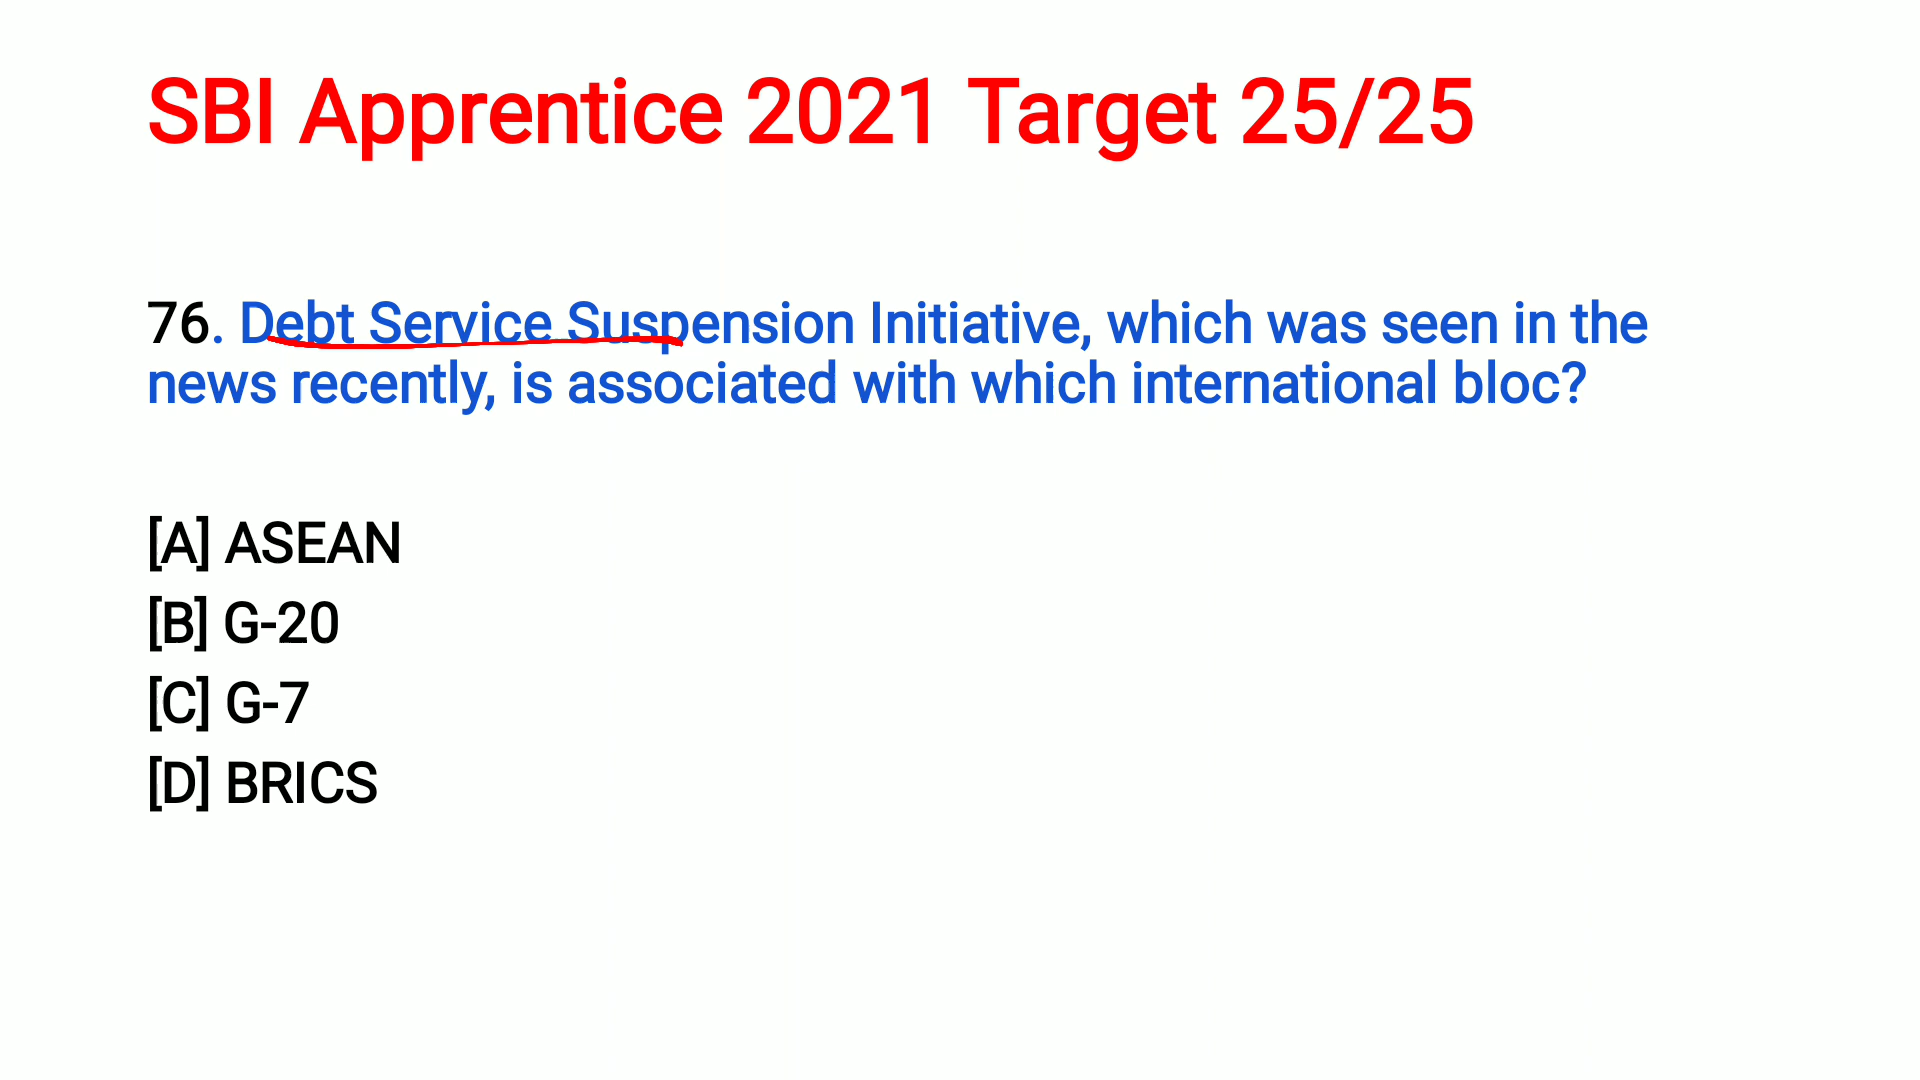 SBI Apprentice 2021 Target 25/25
76. Debt Service Suspension Initiative, which was seen in the
news recently, is associated with which international bloc?
[A] ASEAN
[B] G-20
[C] G-7
[D] BRICS